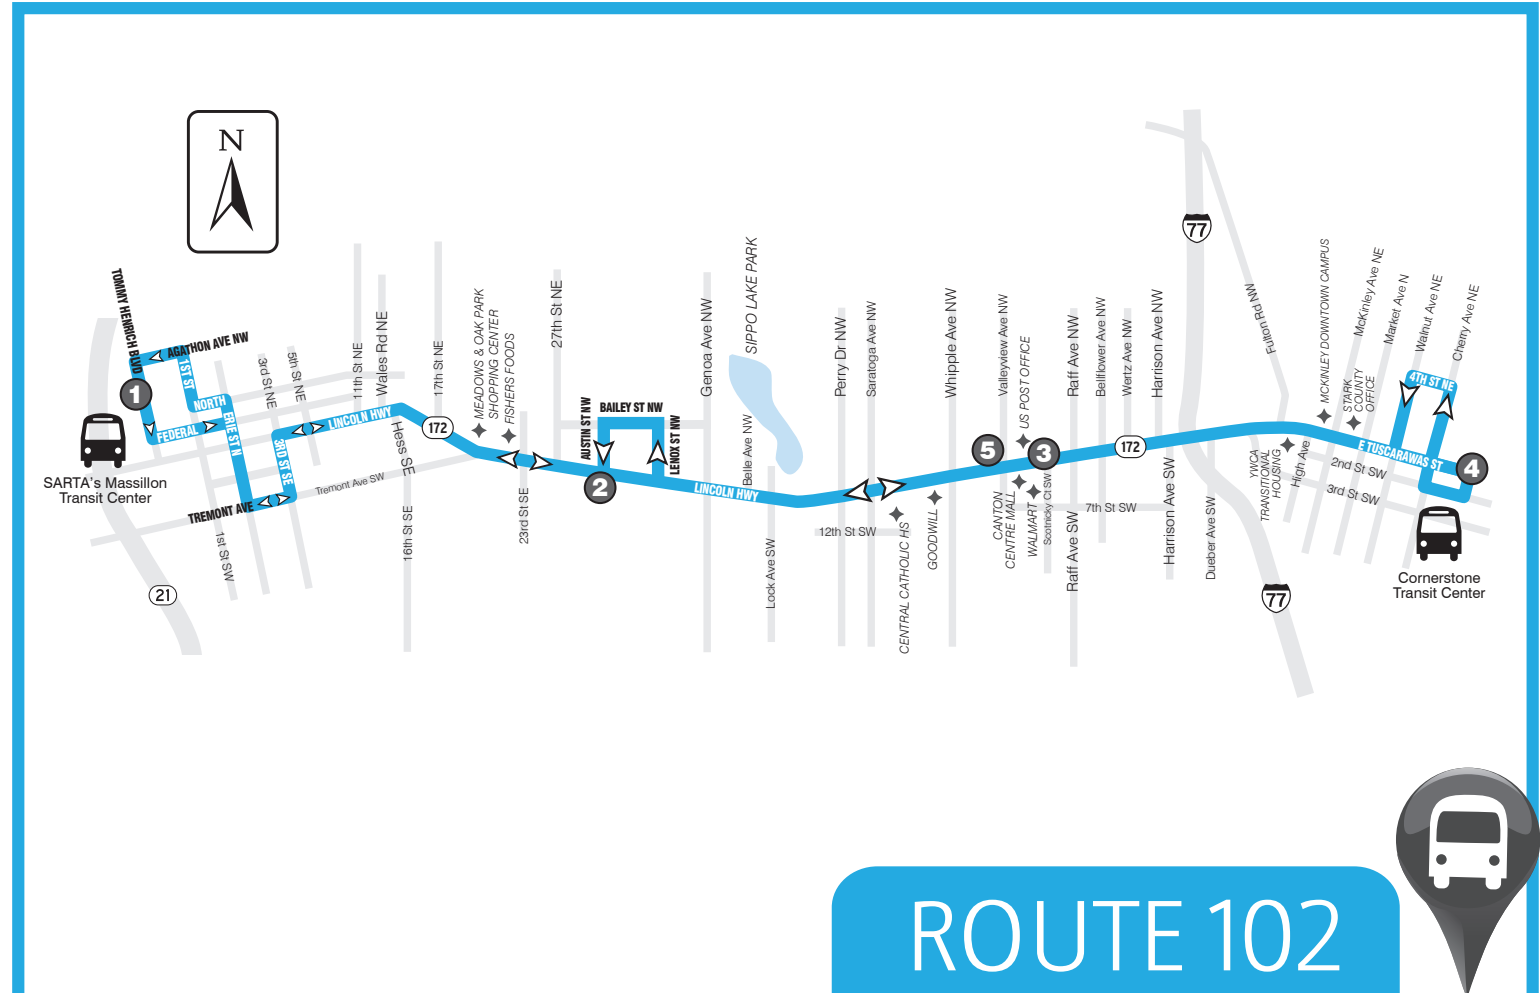 N
TOMMY HENRICH BLVD
AGATHON AVE NW
1ST ST
NORTH
FEDERAL
ERIE ST N
3RD ST SE
TREMONT AVE
1
SARTA's Massillon
Transit Center
21
1st St SW
3rd St NE
5th St NE
Tremont Ave SW
LINCOLN HWY
11th St NE
Wales Rd NE
17th St NE
Hess SE
16th St SE
172
MEADOWS & OAK PARK
SHOPPING CENTER
FISHERS FOODS
23rd St SE
27th St NE
AUSTIN ST NW
BAILEY ST NW
LENOX ST NW
2
LINCOLN HWY
Genoa Ave NW
SIPPO LAKE PARK
Belle Ave NW
Lock Ave SW
Perry Dr NW
Saratoga Ave NW
12th St SW
CENTRAL CATHOLIC HS
GOODWILL
Whipple Ave NW
Valleyview Ave NW
US POST OFFICE
5
3
CANTON
CENTRE MALL
WALMART
Scotnicky Ct SW
Raff Ave NW
Raff Ave SW
Bellflower Ave NW
Wertz Ave NW
Harrison Ave NW
172
7th St SW
Harrison Ave SW
Dueber Ave SW
77
77
Fulton Rd NW
YWCA
TRANSITIONAL
HOUSING
High Ave
MCKINLEY DOWNTOWN CAMPUS
STARK
COUNTY
OFFICE
McKinley Ave NE
Market Ave N
Walnut Ave NE
Cherry Ave NE
4TH ST NE
E TUSCARAWAS ST
2nd St SW
3rd St SW
4
Cornerstone
Transit Center
ROUTE 102